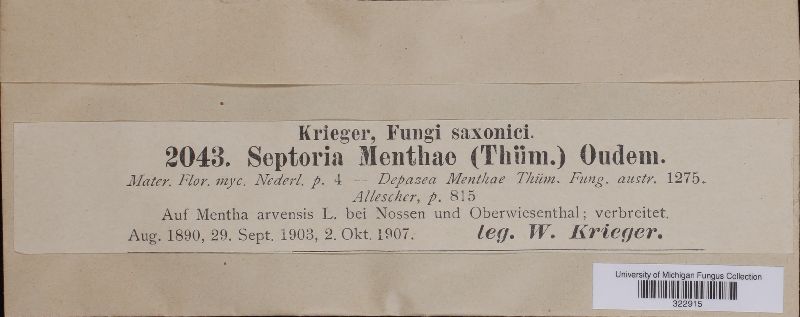 Krieger, Fungi saxonici.
2043. Septoria Menthae (Thüm.) Oudem.
Mater. Flor. myc. Nederl. p. 4 — Depazea Menthae Thüm. Fung. austr. 1275.
Allescher, p. 815
Auf Mentha arvensis L. bei Nossen und Oberwiesenthal; verbreitet.
Aug. 1890, 29. Sept. 1903, 2. Okt. 1907. leg. W. Krieger.
University of Michigan Fungus Collection
322915